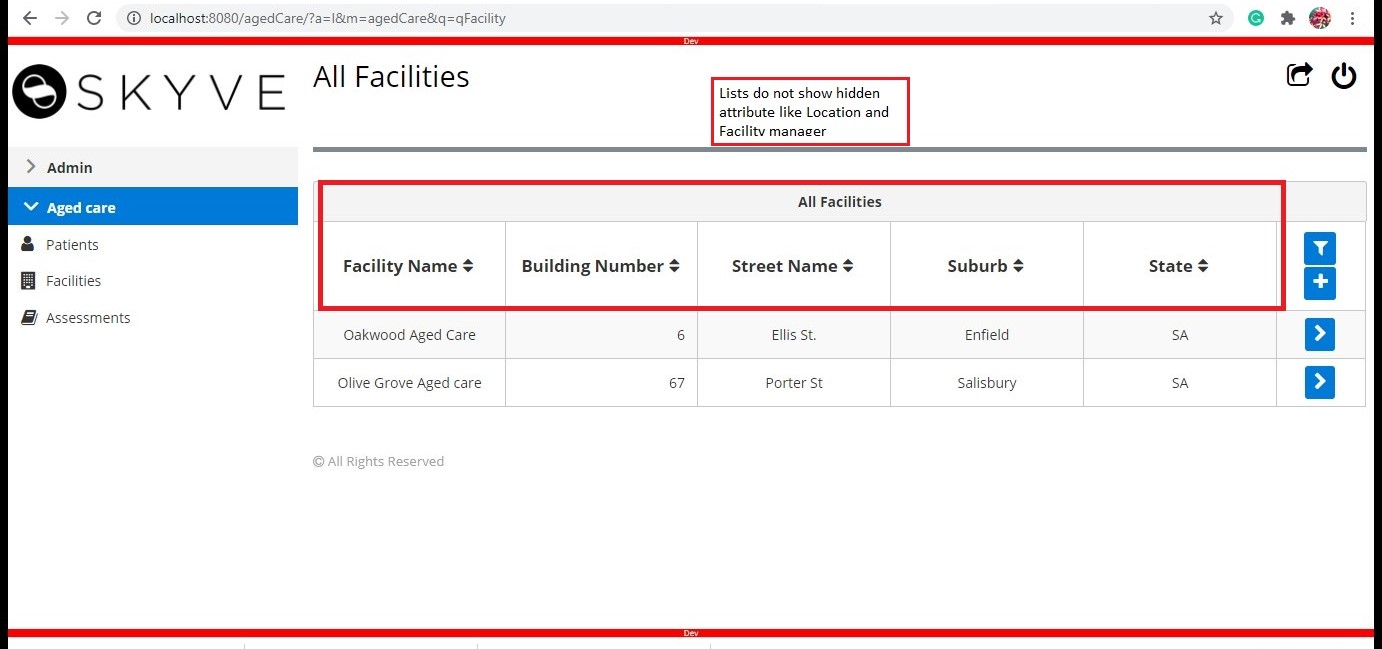 localhost:8080/agedCare/?a=l&m=agedCare&q=qFacility
Dev
SKYVE
All Facilities
Lists do not show hidden
attribute like Location and
Facility manager
Admin
Aged care
Patients
Facilities
Assessments
All Facilities
Facility Name Building Number Street Name Suburb State
Oakwood Aged Care 6 Ellis St. Enfield SA
Olive Grove Aged care 67 Porter St Salisbury SA
© All Rights Reserved
Dev